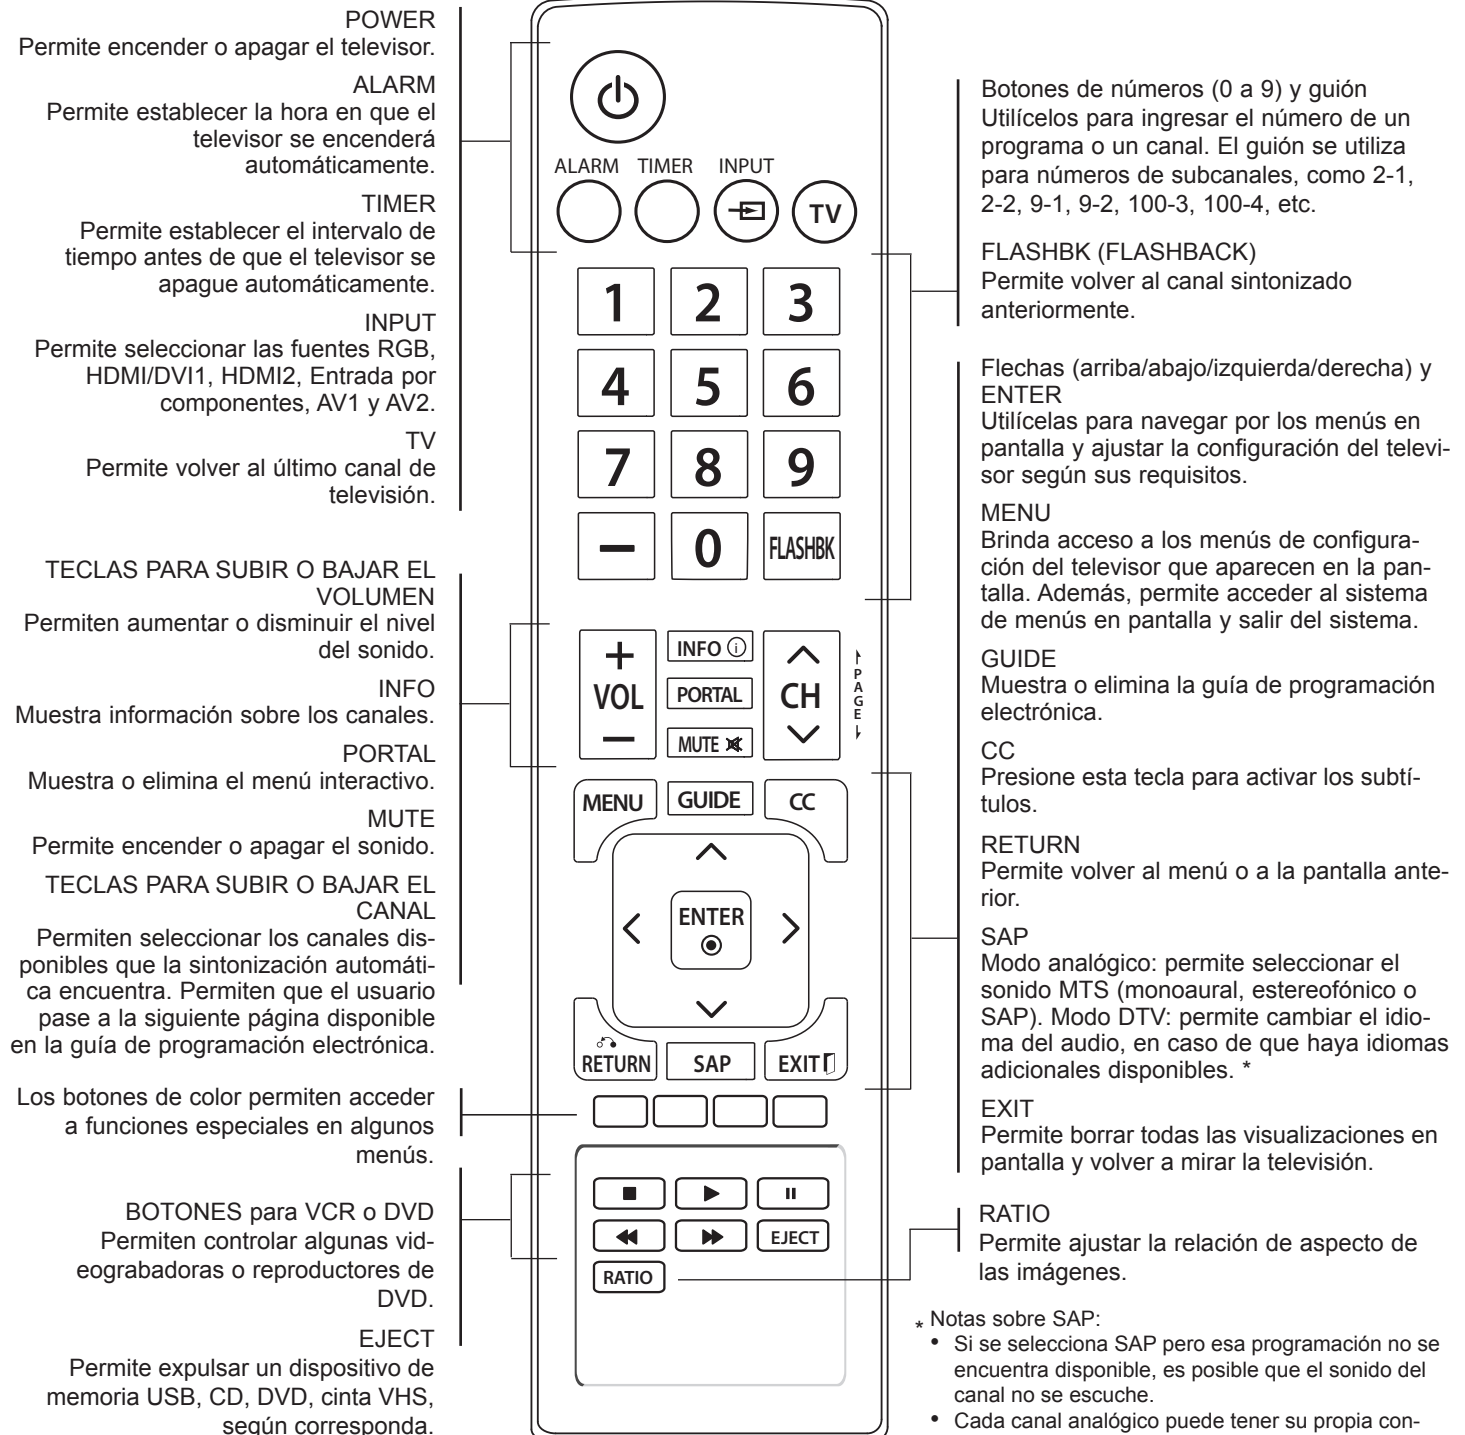 POWER
Permite encender o apagar el televisor.
ALARM
Permite establecer la hora en que el
televisor se encenderá
automáticamente.
TIMER
Permite establecer el intervalo de
tiempo antes de que el televisor se
apague automáticamente.
INPUT
Permite seleccionar las fuentes RGB,
HDMI/DVI1, HDMI2, Entrada por
componentes, AV1 y AV2.
TV
Permite volver al último canal de
televisión.
TECLAS PARA SUBIR O BAJAR EL
VOLUMEN
Permiten aumentar o disminuir el nivel
del sonido.
INFO
Muestra información sobre los canales.
PORTAL
Muestra o elimina el menú interactivo.
MUTE
Permite encender o apagar el sonido.
TECLAS PARA SUBIR O BAJAR EL
CANAL
Permiten seleccionar los canales dis-
ponibles que la sintonización automáti-
ca encuentra. Permiten que el usuario
pase a la siguiente página disponible
en la guía de programación electrónica.
Los botones de color permiten acceder
a funciones especiales en algunos
menús.
BOTONES para VCR o DVD
Permiten controlar algunas vid-
eograbadoras o reproductores de
DVD.
EJECT
Permite expulsar un dispositivo de
memoria USB, CD, DVD, cinta VHS,
según corresponda.
ALARM TIMER INPUT
TV
1 2 3
4 5 6
7 8 9
– 0 FLASHBK
+
VOL
–
INFO i
PORTAL
MUTE
CH
PAGE
MENU GUIDE CC
ENTER
RETURN SAP EXIT
EJECT
RATIO
Botones de números (0 a 9) y guión
Utilícelos para ingresar el número de un
programa o un canal. El guión se utiliza
para números de subcanales, como 2-1,
2-2, 9-1, 9-2, 100-3, 100-4, etc.
FLASHBK (FLASHBACK)
Permite volver al canal sintonizado
anteriormente.
Flechas (arriba/abajo/izquierda/derecha) y
ENTER
Utilícelas para navegar por los menús en
pantalla y ajustar la configuración del televi-
sor según sus requisitos.
MENU
Brinda acceso a los menús de configura-
ción del televisor que aparecen en la pan-
talla. Además, permite acceder al sistema
de menús en pantalla y salir del sistema.
GUIDE
Muestra o elimina la guía de programación
electrónica.
CC
Presione esta tecla para activar los subtí-
tulos.
RETURN
Permite volver al menú o a la pantalla ante-
rior.
SAP
Modo analógico: permite seleccionar el
sonido MTS (monoaural, estereofónico o
SAP). Modo DTV: permite cambiar el idio-
ma del audio, en caso de que haya idiomas
adicionales disponibles. *
EXIT
Permite borrar todas las visualizaciones en
pantalla y volver a mirar la televisión.
RATIO
Permite ajustar la relación de aspecto de
las imágenes.
* Notas sobre SAP:
• Si se selecciona SAP pero esa programación no se
encuentra disponible, es posible que el sonido del
canal no se escuche.
• Cada canal analógico puede tener su propia con-